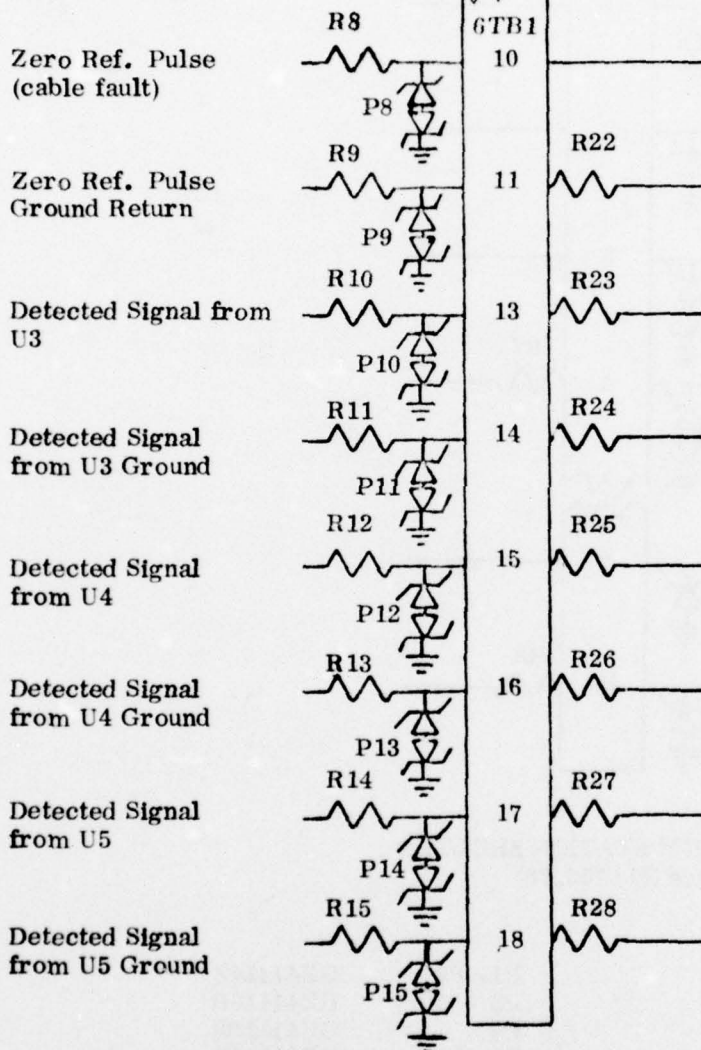 R8
6TB1
Zero Ref. Pulse
10
(cable fault)
P8
R9
R22
Zero Ref. Pulse
11
Ground Return
P9
R10
R23
Detected Signal from
13
U3
P10
R11
R24
Detected Signal
14
from U3 Ground
P11
R12
R25
Detected Signal
15
from U4
P12
R13
R26
Detected Signal
16
from U4 Ground
P13
R14
R27
Detected Signal
17
from U5
P14
R15
R28
Detected Signal
18
from U5 Ground
P15